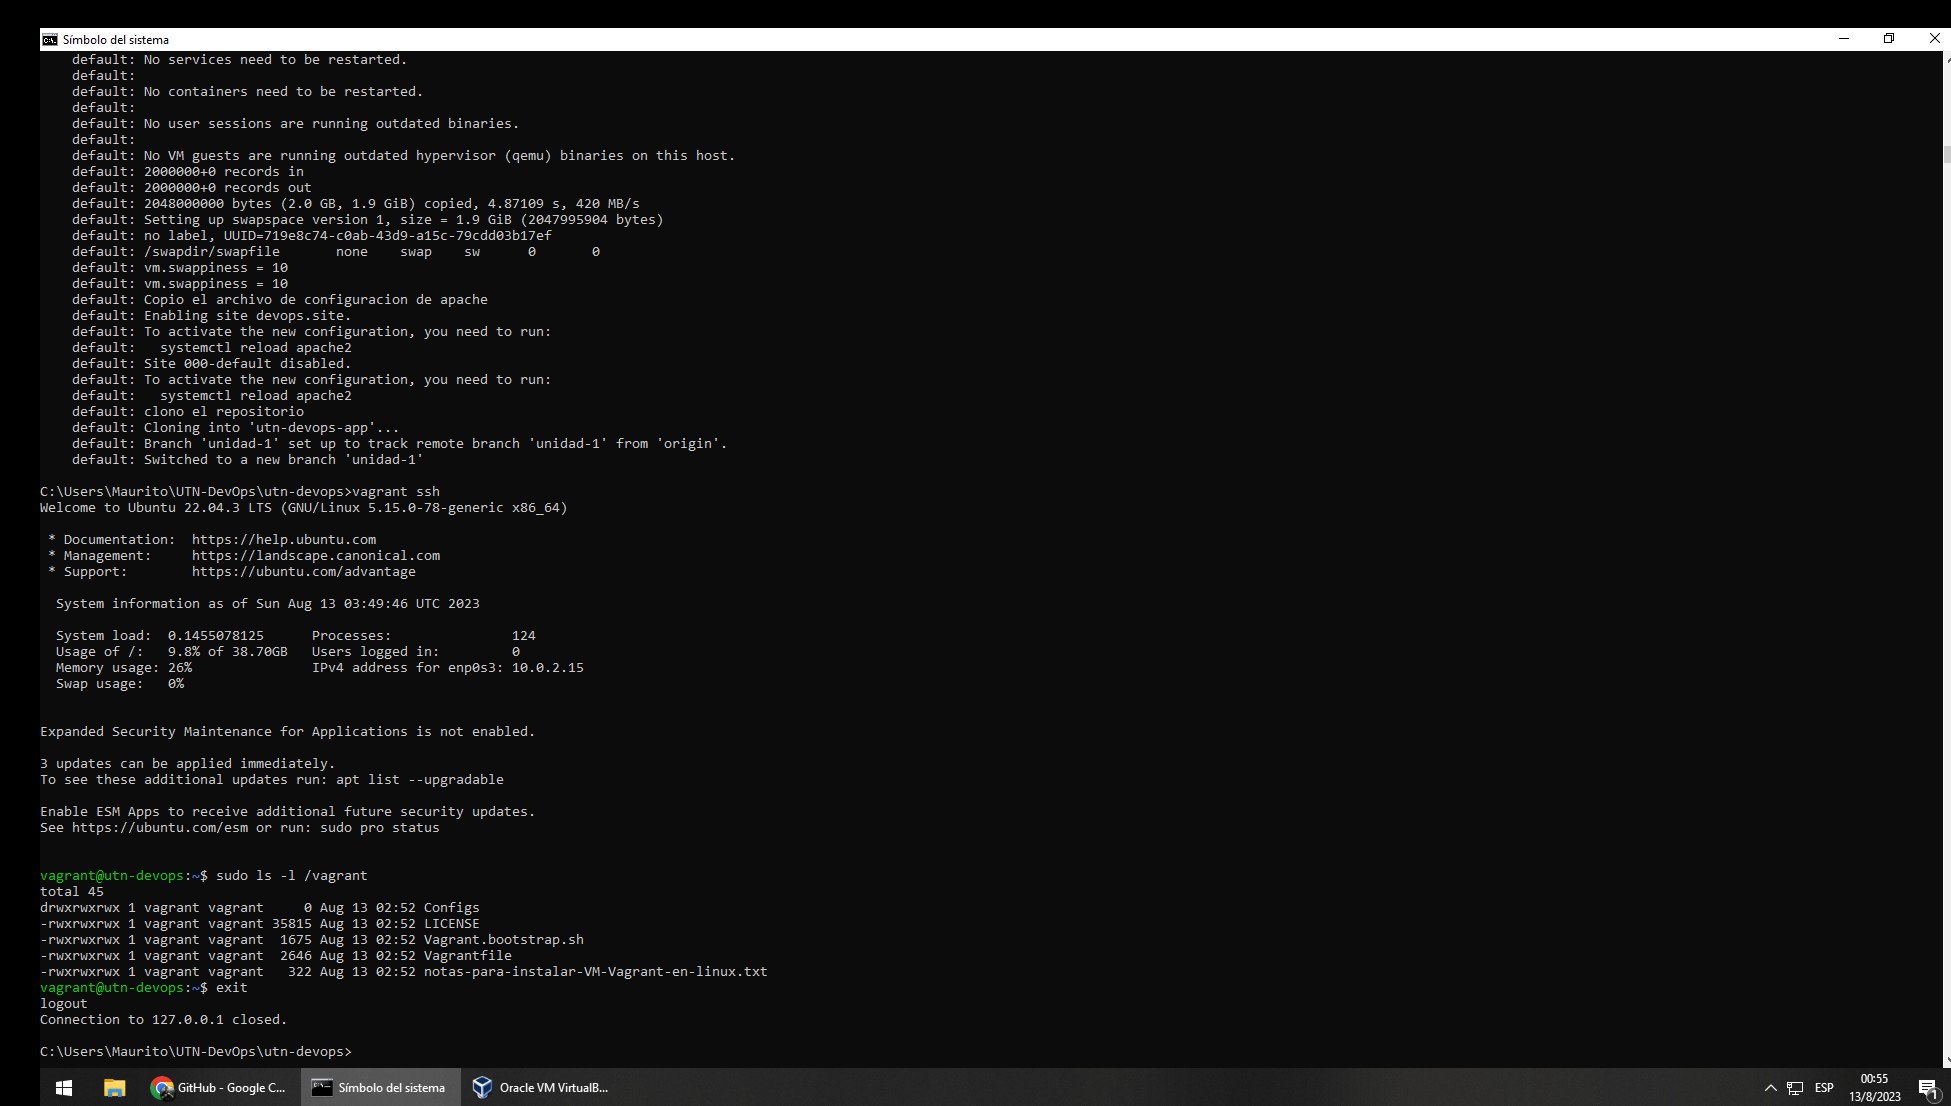 Símbolo del sistema
    default: No services need to be restarted.
    default:
    default: No containers need to be restarted.
    default:
    default: No user sessions are running outdated binaries.
    default:
    default: No VM guests are running outdated hypervisor (qemu) binaries on this host.
    default: 2000000+0 records in
    default: 2000000+0 records out
    default: 2048000000 bytes (2.0 GB, 1.9 GiB) copied, 4.87109 s, 420 MB/s
    default: Setting up swapspace version 1, size = 1.9 GiB (2047995904 bytes)
    default: no label, UUID=719e8c74-c0ab-43d9-a15c-79cdd03b17ef
    default: /swapdir/swapfile       none    swap    sw      0       0
    default: vm.swappiness = 10
    default: vm.swappiness = 10
    default: Copio el archivo de configuracion de apache
    default: Enabling site devops.site.
    default: To activate the new configuration, you need to run:
    default:   systemctl reload apache2
    default: Site 000-default disabled.
    default: To activate the new configuration, you need to run:
    default:   systemctl reload apache2
    default: clono el repositorio
    default: Cloning into 'utn-devops-app'...
    default: Branch 'unidad-1' set up to track remote branch 'unidad-1' from 'origin'.
    default: Switched to a new branch 'unidad-1'
C:\Users\Maurito\UTN-DevOps\utn-devops>vagrant ssh
Welcome to Ubuntu 22.04.3 LTS (GNU/Linux 5.15.0-78-generic x86_64)
 * Documentation:  https://help.ubuntu.com
 * Management:     https://landscape.canonical.com
 * Support:        https://ubuntu.com/advantage
  System information as of Sun Aug 13 03:49:46 UTC 2023
  System load:  0.1455078125      Processes:               124
  Usage of /:   9.8% of 38.70GB   Users logged in:         0
  Memory usage: 26%               IPv4 address for enp0s3: 10.0.2.15
  Swap usage:   0%
Expanded Security Maintenance for Applications is not enabled.
3 updates can be applied immediately.
To see these additional updates run: apt list --upgradable
Enable ESM Apps to receive additional future security updates.
See https://ubuntu.com/esm or run: sudo pro status
vagrant@utn-devops:~$ sudo ls -l /vagrant
total 45
drwxrwxrwx 1 vagrant vagrant     0 Aug 13 02:52 Configs
-rwxrwxrwx 1 vagrant vagrant 35815 Aug 13 02:52 LICENSE
-rwxrwxrwx 1 vagrant vagrant  1675 Aug 13 02:52 Vagrant.bootstrap.sh
-rwxrwxrwx 1 vagrant vagrant  2646 Aug 13 02:52 Vagrantfile
-rwxrwxrwx 1 vagrant vagrant   322 Aug 13 02:52 notas-para-instalar-VM-Vagrant-en-linux.txt
vagrant@utn-devops:~$ exit
logout
Connection to 127.0.0.1 closed.
C:\Users\Maurito\UTN-DevOps\utn-devops>
GitHub - Google C...
Símbolo del sistema
Oracle VM VirtualB...
ESP
00:55
13/8/2023
1